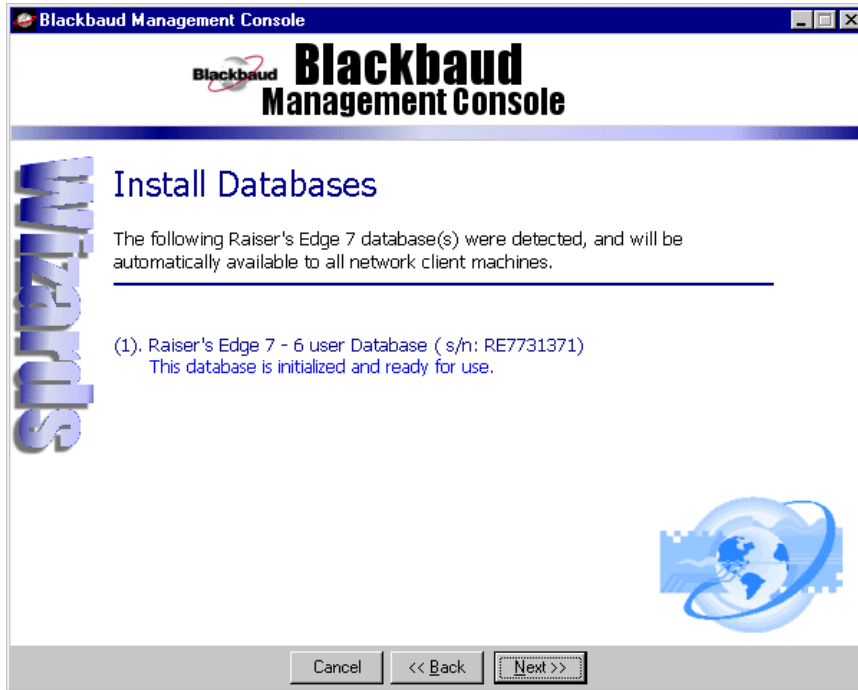 Blackbaud Management Console
Blackbaud
Blackbaud
Management Console
Wizards
Install Databases
The following Raiser's Edge 7 database(s) were detected, and will be
automatically available to all network client machines.
(1). Raiser's Edge 7 - 6 user Database ( s/n: RE7731371)
This database is initialized and ready for use.
Cancel
<< Back
Next >>